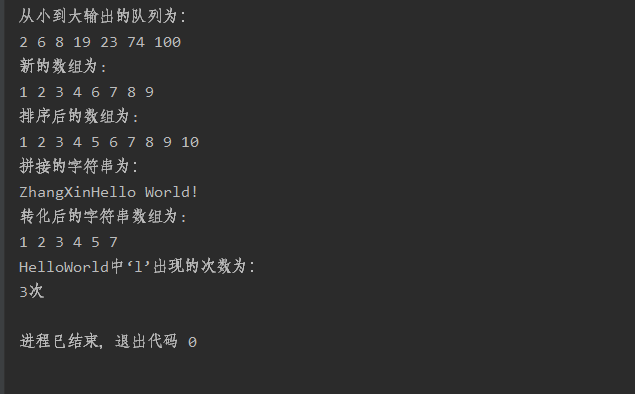 从小到大输出的队列为:
2 6 8 19 23 74 100
新的数组为:
1 2 3 4 6 7 8 9
排序后的数组为:
1 2 3 4 5 6 7 8 9 10
拼接的字符串为:
ZhangXinHello World!
转化后的字符串数组为:
1 2 3 4 5 7
HelloWorld中‘l’出现的次数为:
3次
进程已结束，退出代码 0